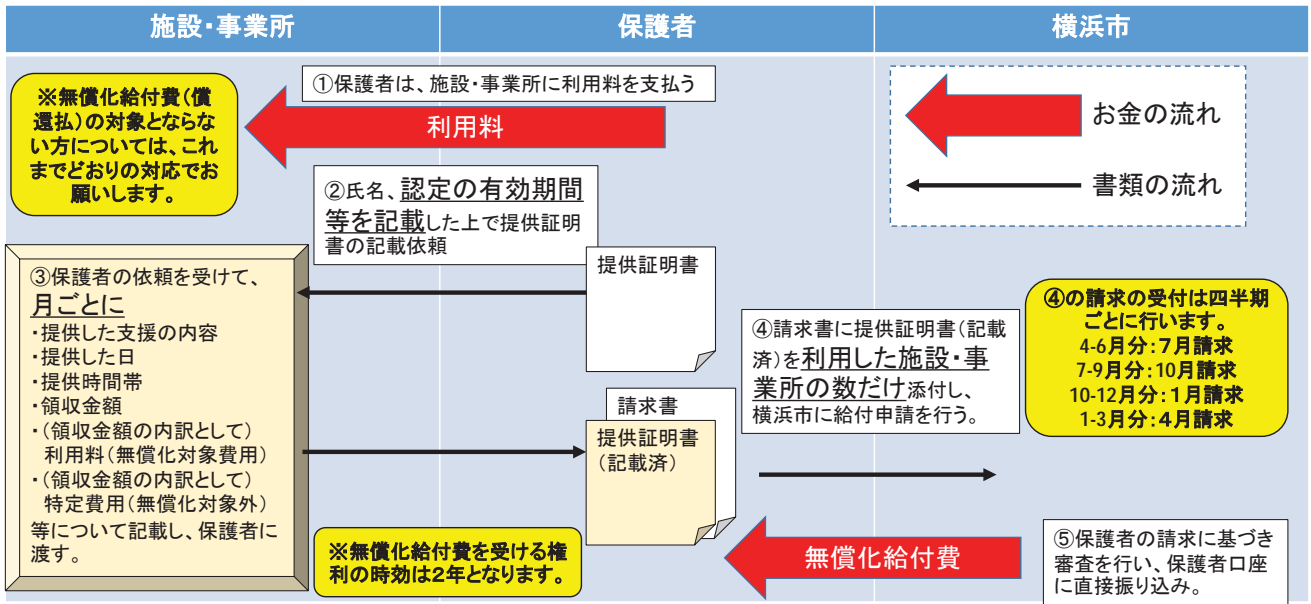 施設・事業所
保護者
横浜市
※無償化給付費(償
還払)の対象とならな
い方については、これ
までどおりの対応でお
願いします。
①保護者は、施設・事業所に利用料を支払う
利用料
お金の流れ
書類の流れ
②氏名、認定の有効期間
等を記載した上で提供証明
書の記載依頼
提供証明書
③保護者の依頼を受けて、
月ごとに
・提供した支援の内容
・提供した日
・提供時間帯
・領収金額
・(領収金額の内訳として)
利用料(無償化対象費用)
・(領収金額の内訳として)
特定費用(無償化対象外)
等について記載し、保護者に
渡す。
請求書
提供証明書
(記載済)
④請求書に提供証明書(記載
済)を利用した施設・事
業所の数だけ添付し、
横浜市に給付申請を行う。
④の請求の受付は四半期
ごとに行います。
4-6月分:7月請求
7-9月分:10月請求
10-12月分:1月請求
1-3月分:4月請求
※無償化給付費を受ける権
利の時効は2年となります。
無償化給付費
⑤保護者の請求に基づき
審査を行い、保護者口座
に直接振り込み。